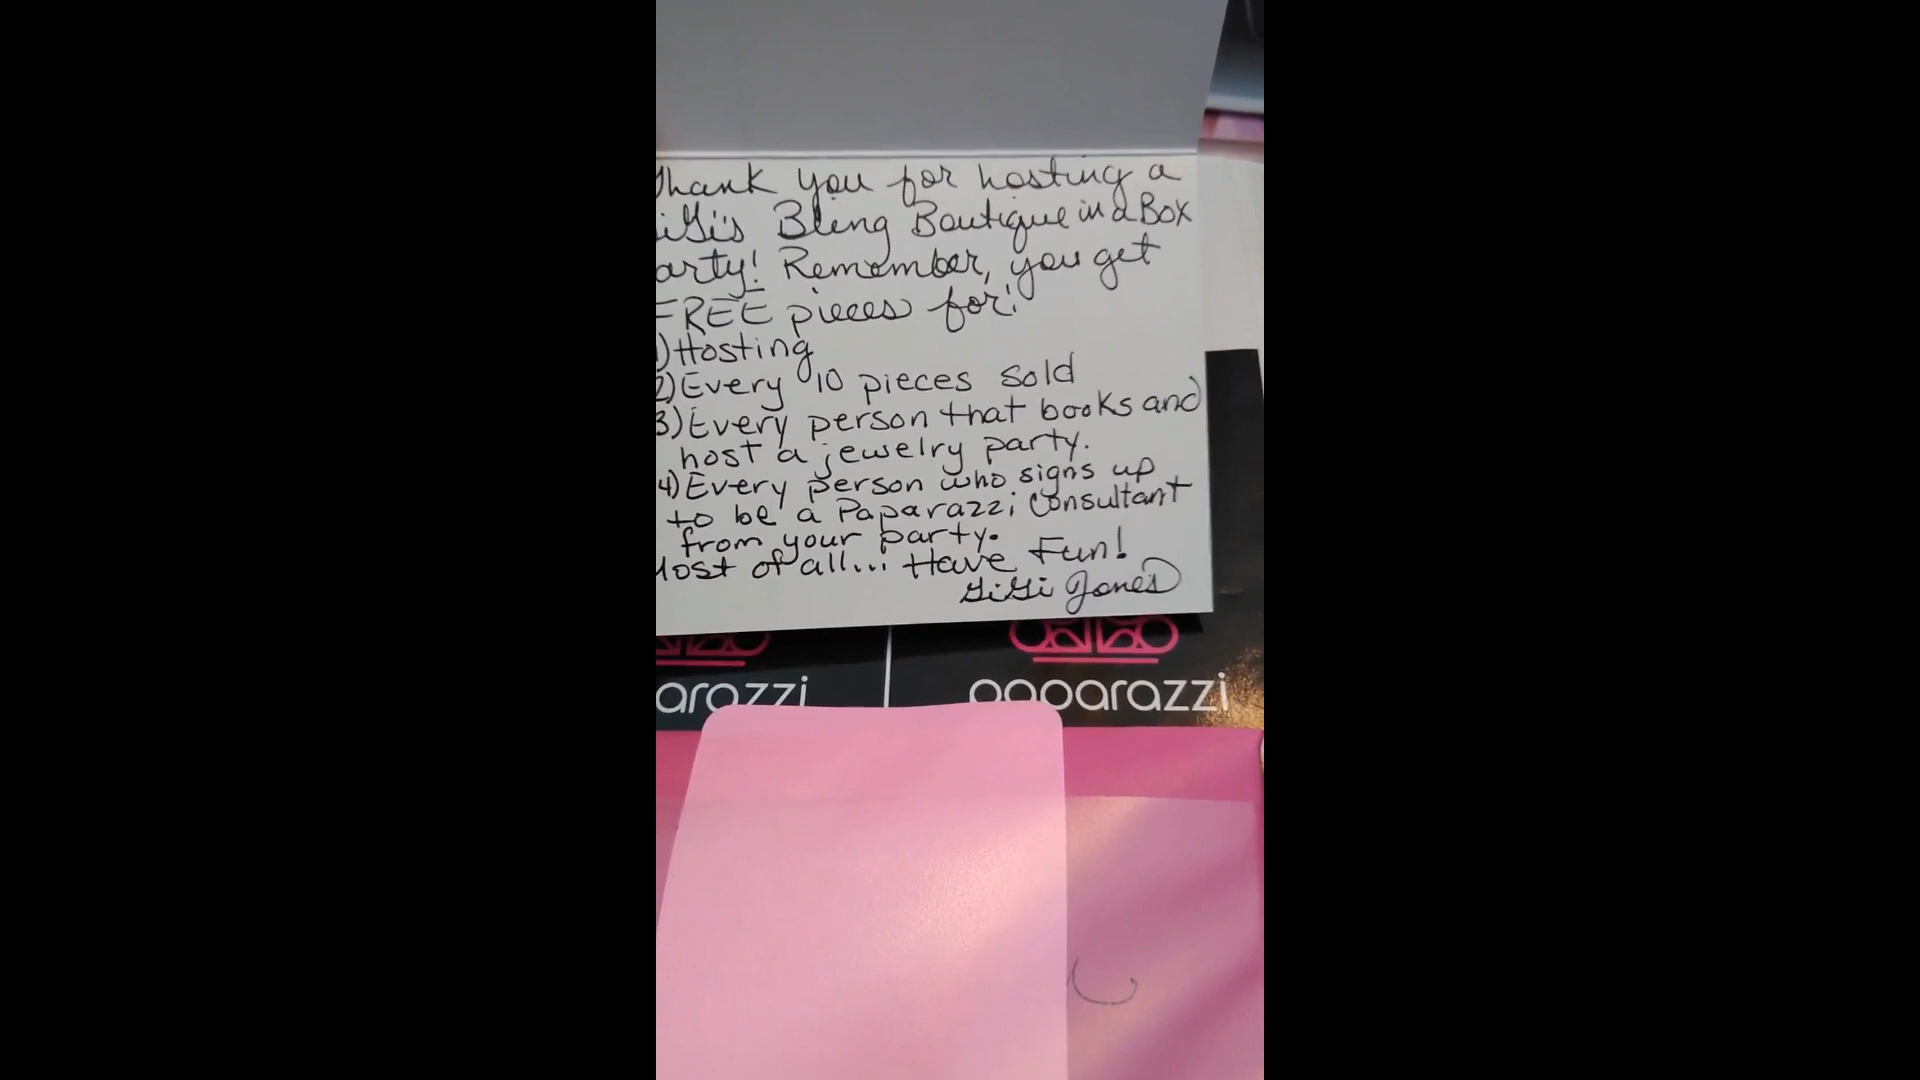 Thank you for hosting a
iGi's Bling Boutique in a Box
arty! Remember, you get
FREE pieces for:
1) Hosting
2) Every 10 pieces sold
3) Every person that books and
host a jewelry party.
4) Every person who signs up
to be a Paparazzi Consultant
from your party.
Most of all... Have Fun!
GiGi Jones
arazzi
paparazzi